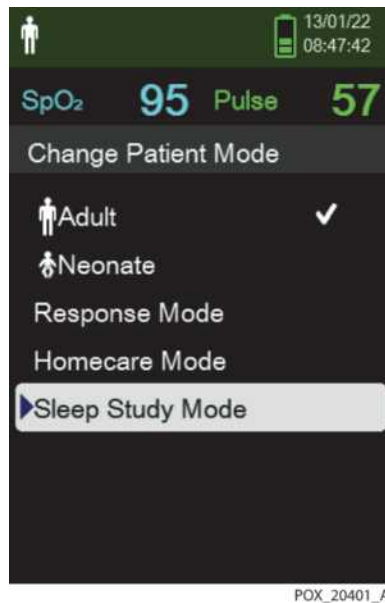 13/01/22
08:47:42
SpO₂ 95 Pulse 57
Change Patient Mode
Adult
Neonate
Response Mode
Homecare Mode
Sleep Study Mode
POX_20401_A